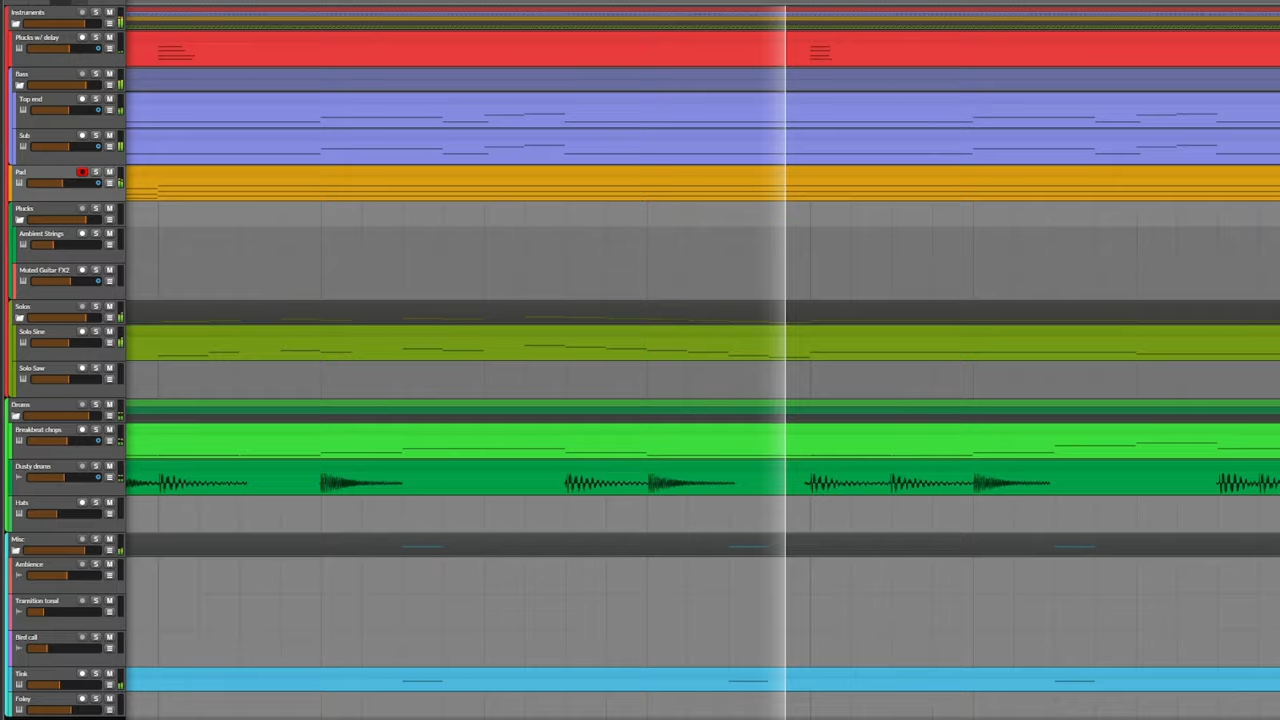 Instruments
S M
Plucks w/ delay
S M
Bass
S M
Top end
S M
Sub
S M
Pad
S M
Plucks
S M
Ambient Strings
S M
Muted Guitar FX2
S M
Solos
S M
Solo Sine
S M
Solo Saw
S M
Drums
S M
Breakbeat chops
S M
Dusty drums
S M
Hats
S M
Misc
S M
Ambience
S M
Transition tonal
S M
Bird call
S M
Tink
S M
Foley
S M